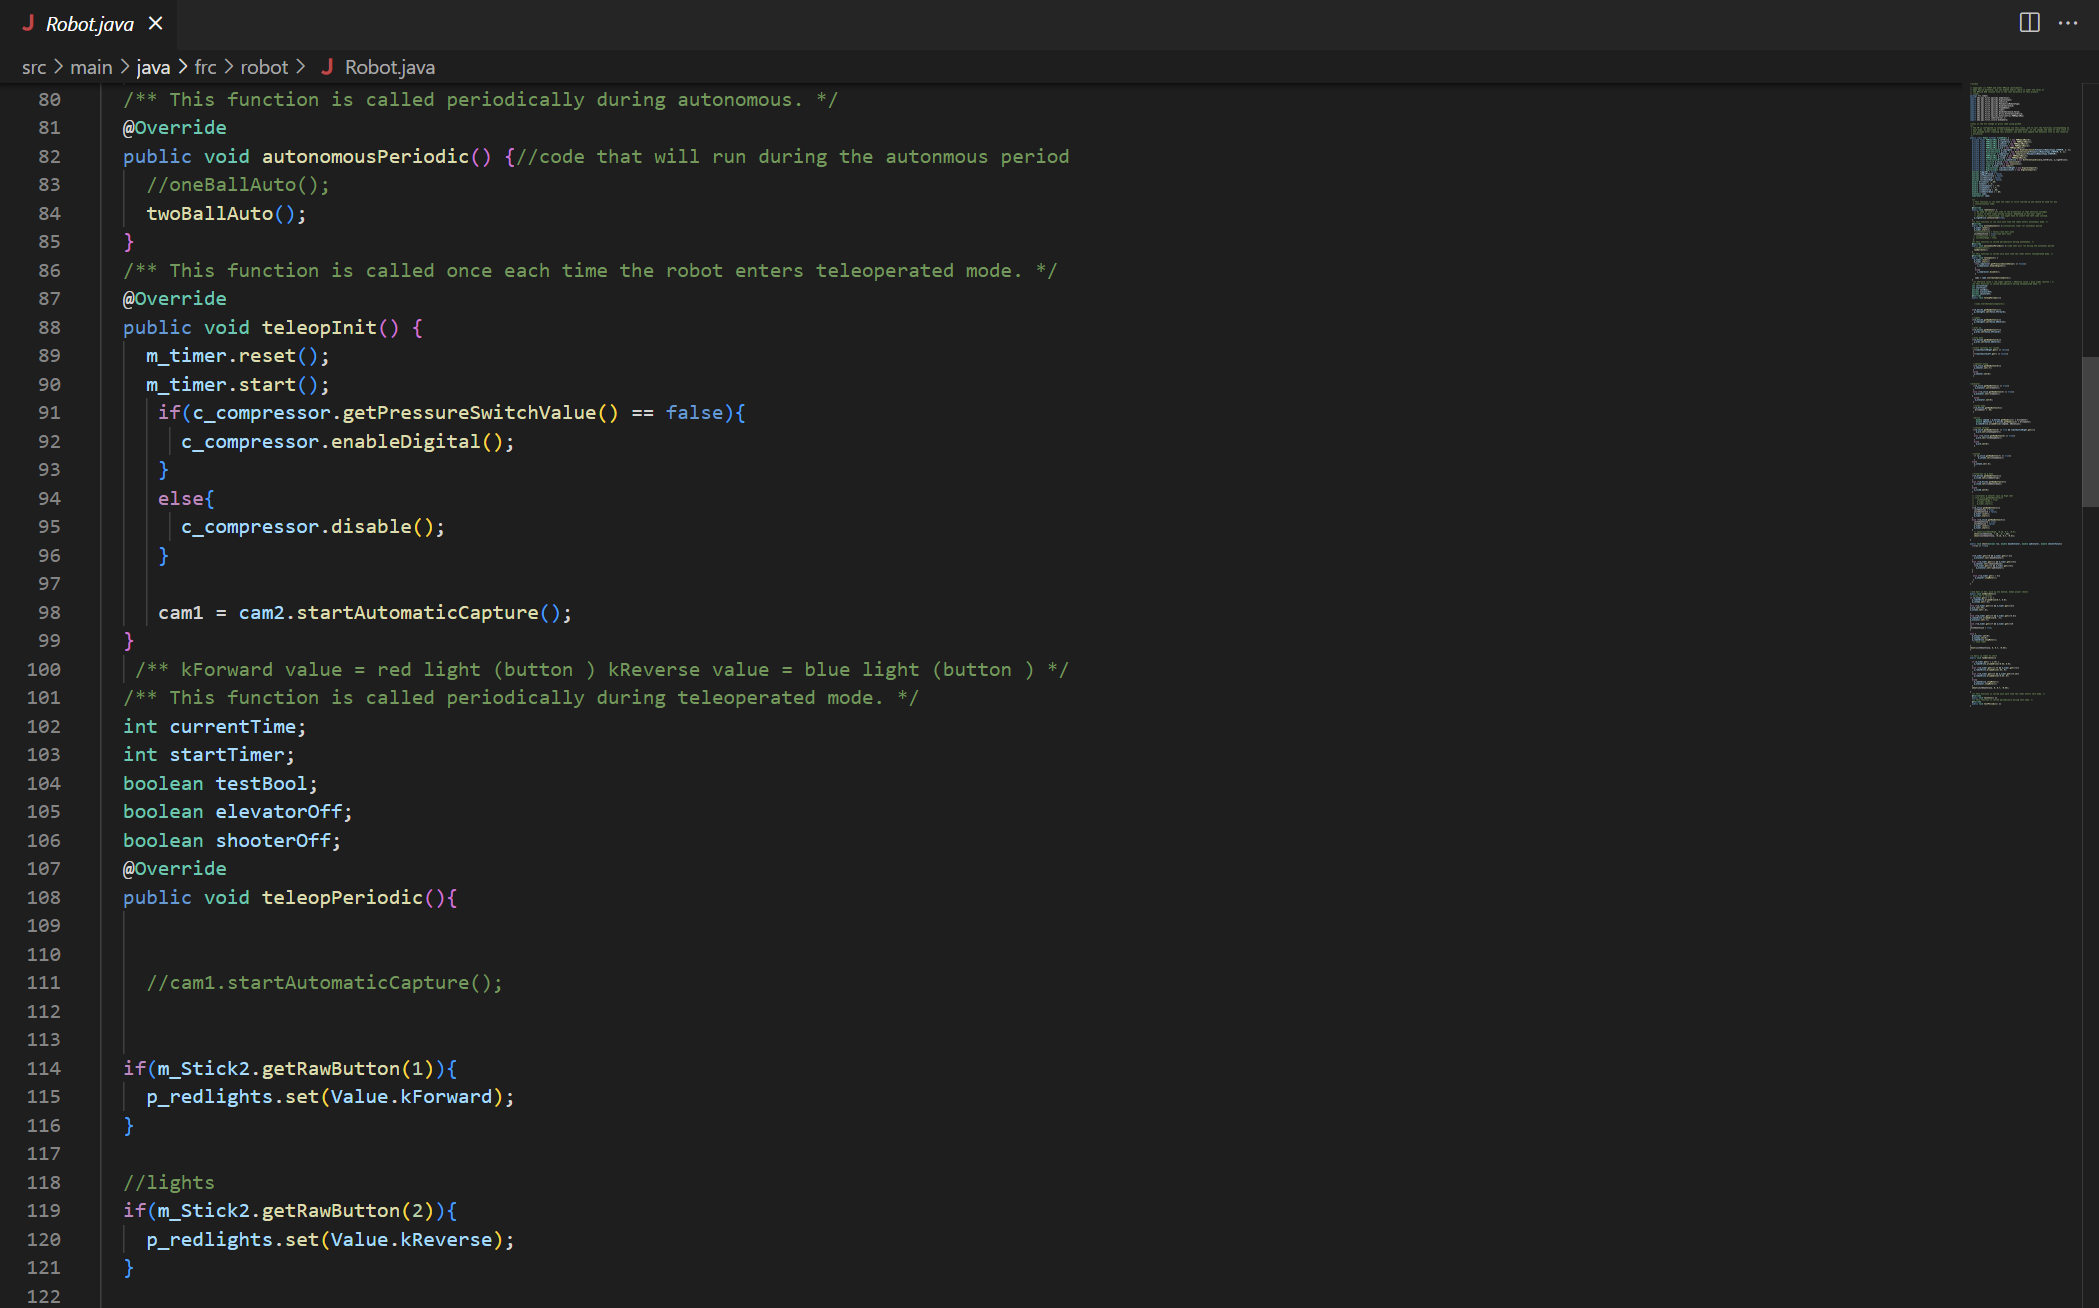 J Robot.java ×
src > main > java > frc > robot > J Robot.java
80 /** This function is called periodically during autonomous. */
81 @Override
82 public void autonomousPeriodic() {//code that will run during the autonmous period
83 //oneBallAuto();
84 twoBallAuto();
85 }
86 /** This function is called once each time the robot enters teleoperated mode. */
87 @Override
88 public void teleopInit() {
89 m_timer.reset();
90 m_timer.start();
91 if(c_compressor.getPressureSwitchValue() == false){
92 c_compressor.enableDigital();
93 }
94 else{
95 c_compressor.disable();
96 }
97
98 cam1 = cam2.startAutomaticCapture();
99 }
100 /** kForward value = red light (button ) kReverse value = blue light (button ) */
101 /** This function is called periodically during teleoperated mode. */
102 int currentTime;
103 int startTimer;
104 boolean testBool;
105 boolean elevatorOff;
106 boolean shooterOff;
107 @Override
108 public void teleopPeriodic(){
109
110
111 //cam1.startAutomaticCapture();
112
113
114 if(m_Stick2.getRawButton(1)){
115 p_redlights.set(Value.kForward);
116 }
117
118 //lights
119 if(m_Stick2.getRawButton(2)){
120 p_redlights.set(Value.kReverse);
121 }
122